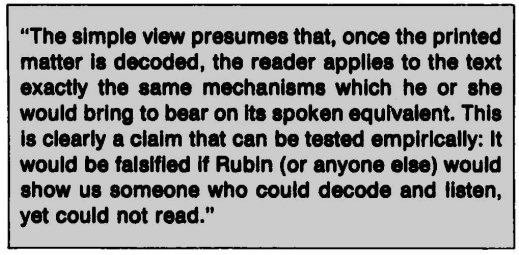 “The simple view presumes that, once the printed
matter is decoded, the reader applies to the text
exactly the same mechanisms which he or she
would bring to bear on its spoken equivalent. This
is clearly a claim that can be tested empirically: It
would be falsified if Rubin (or anyone else) would
show us someone who could decode and listen,
yet could not read.”